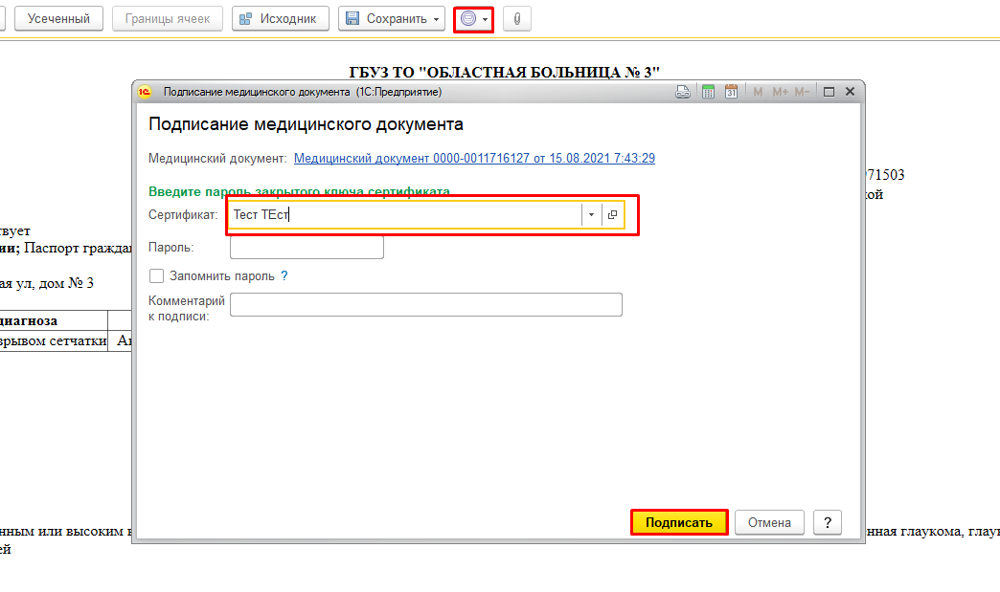 Усеченный Границы ячеек Исходник Сохранить
ГБУЗ ТО "ОБЛАСТНАЯ БОЛЬНИЦА № 3"
1С Подписание медицинского документа (1С:Предприятие) 31 M M+ M-
Подписание медицинского документа
Медицинский документ: Медицинский документ 0000-0011716127 от 15.08.2021 7:43:29
71503
Введите пароль закрытого ключа сертификата
кой
Сертификат: Тест ТЕст
твует
Пароль:
ии; Паспорт граждан
Запомнить пароль ?
ая ул, дом № 3
Комментарий
к подписи:
диагноза
зрывом сетчатки
Подписать Отмена ?
нным или высоким нная глаукома, глау
ей